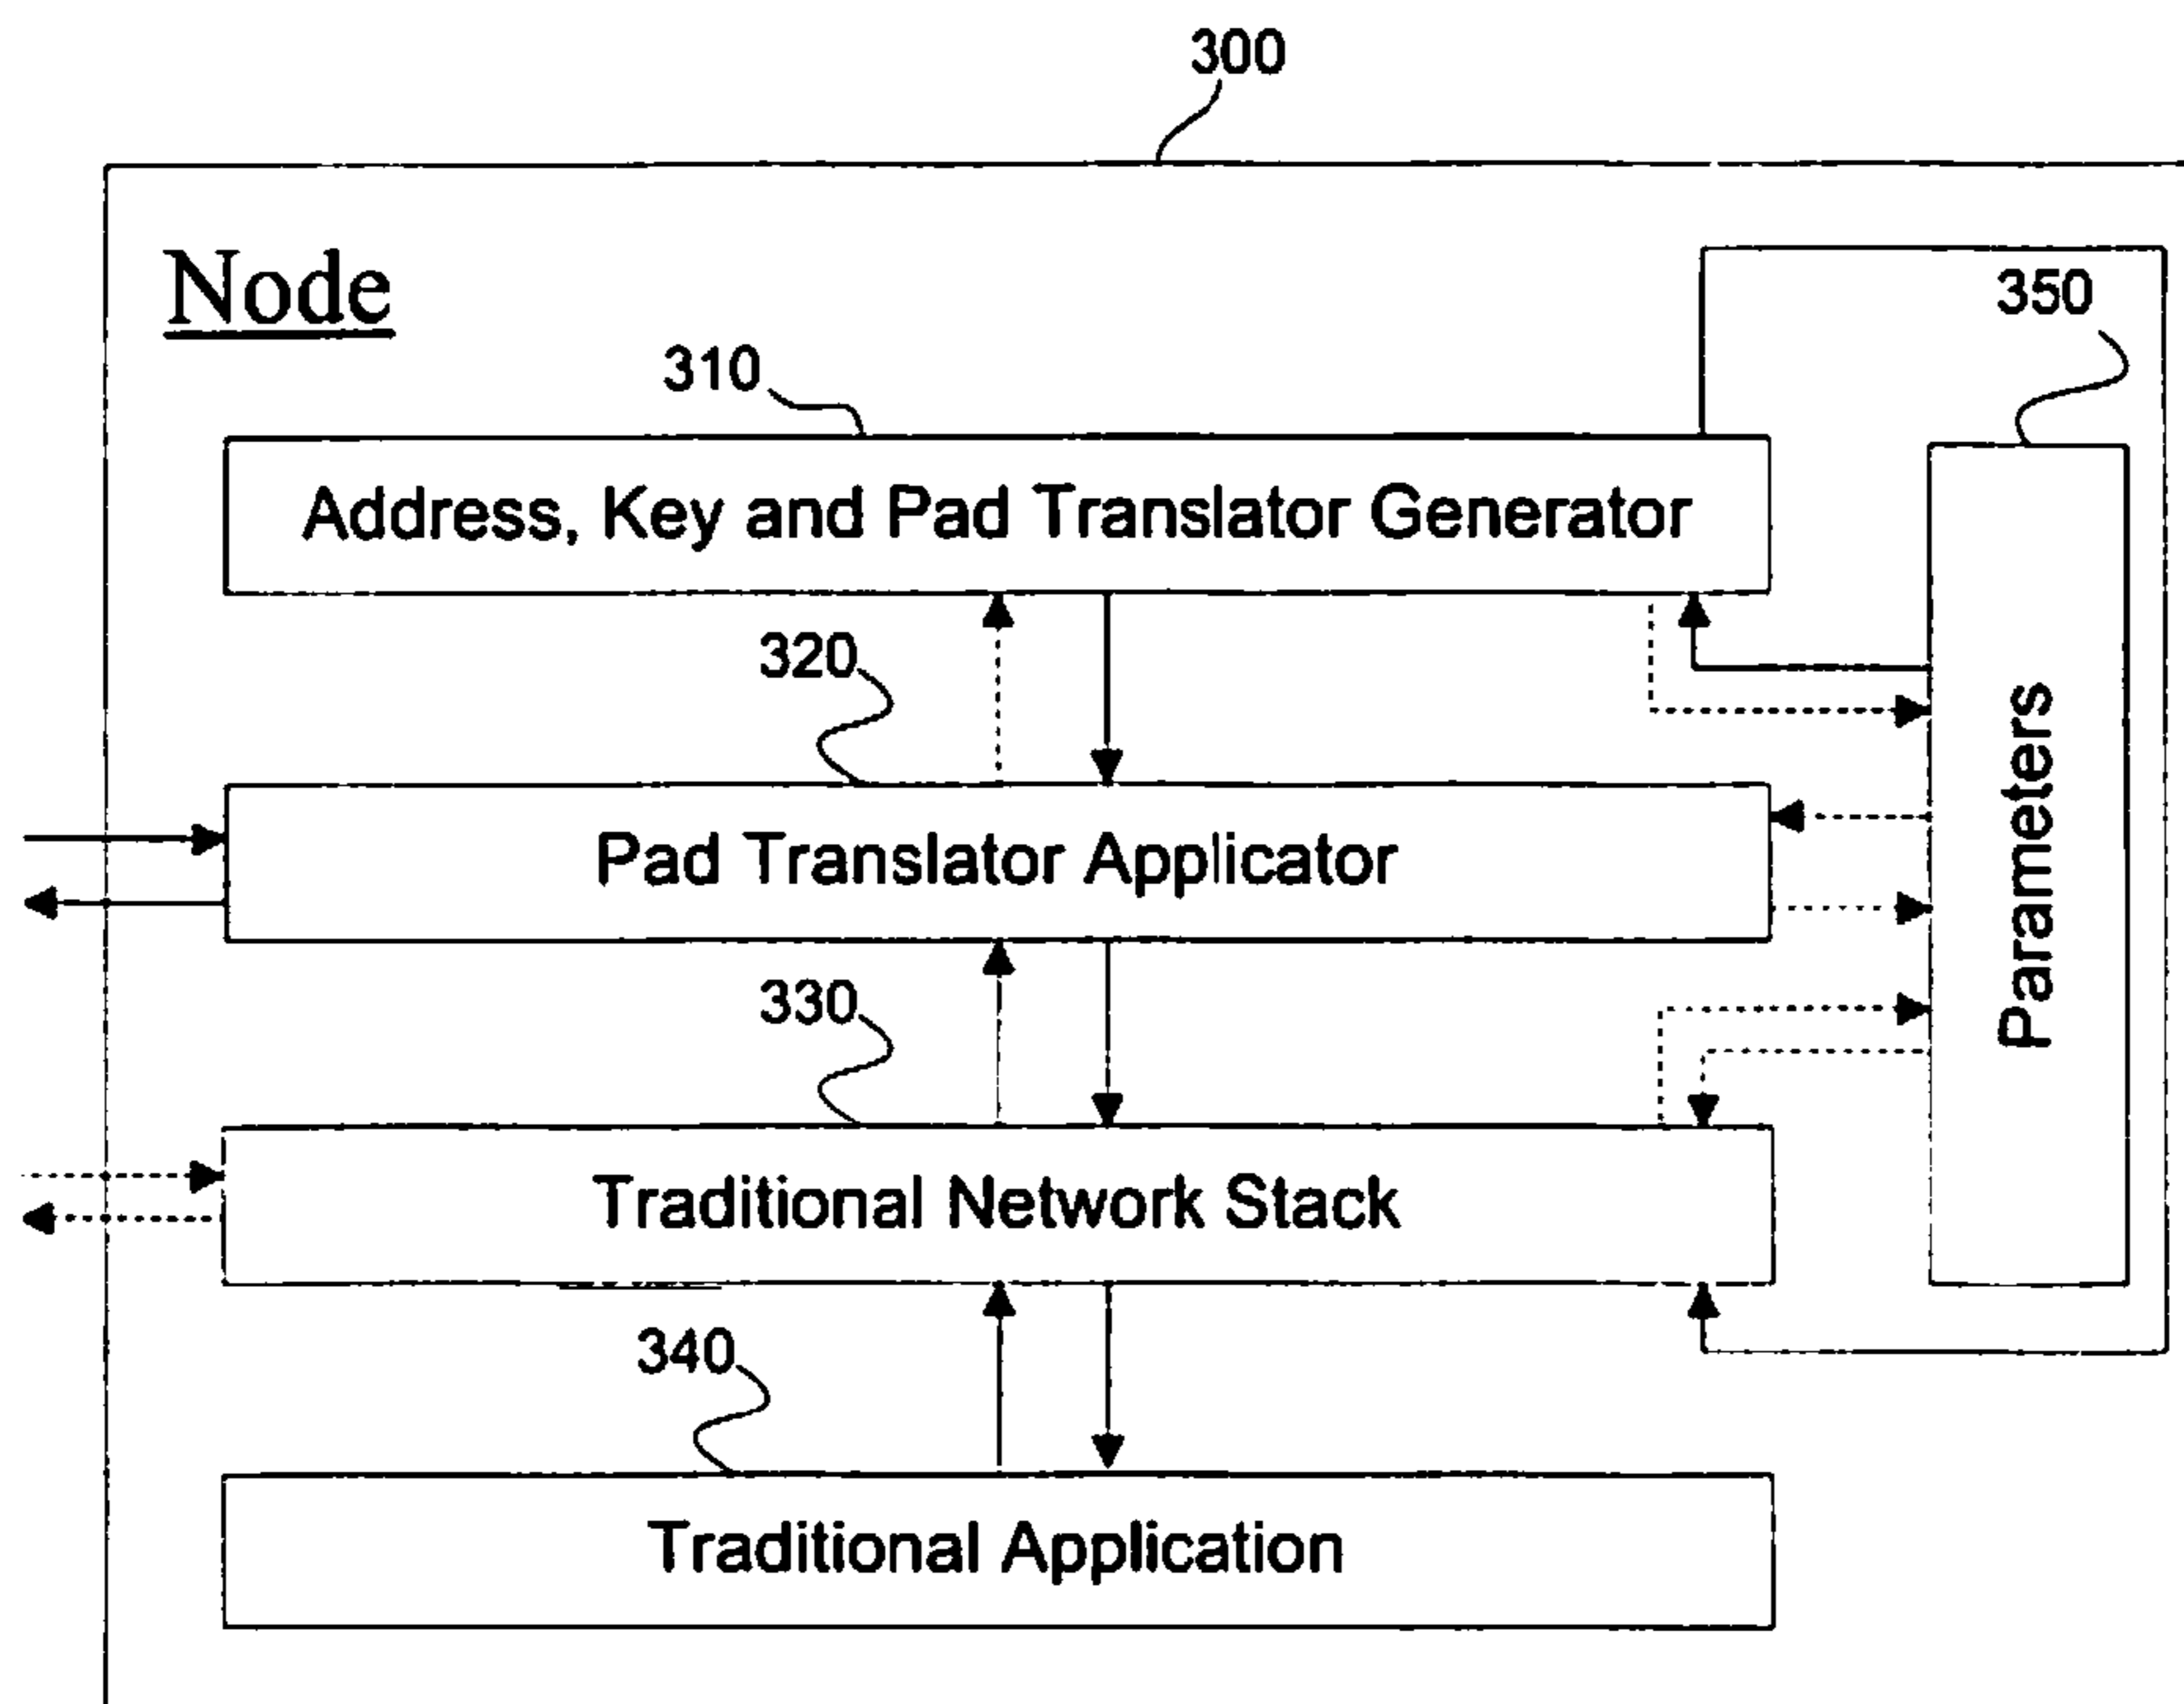 300
Node
350
310
Address, Key and Pad Translator Generator
320
Pad Translator Applicator
Parameters
330
Traditional Network Stack
340
Traditional Application